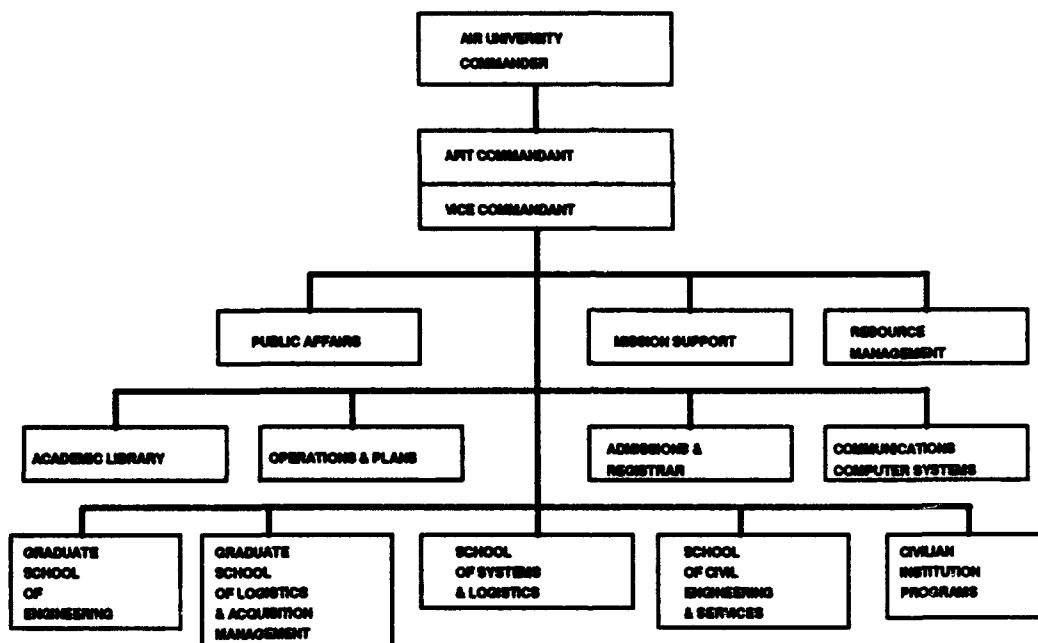 AIR UNIVERSITY
COMMANDER
AFIT COMMANDANT
VICE COMMANDANT
PUBLIC AFFAIRS
MISSION SUPPORT
RESOURCE
MANAGEMENT
ACADEMIC LIBRARY
OPERATIONS & PLANS
ADMISSIONS &
REGISTRAR
COMMUNICATIONS
COMPUTER SYSTEMS
GRADUATE
SCHOOL
OF
ENGINEERING
GRADUATE
SCHOOL
OF LOGISTICS
& ACQUISITION
MANAGEMENT
SCHOOL
OF SYSTEMS
& LOGISTICS
SCHOOL
OF CIVIL
ENGINEERING
& SERVICES
CIVILIAN
INSTITUTION
PROGRAMS